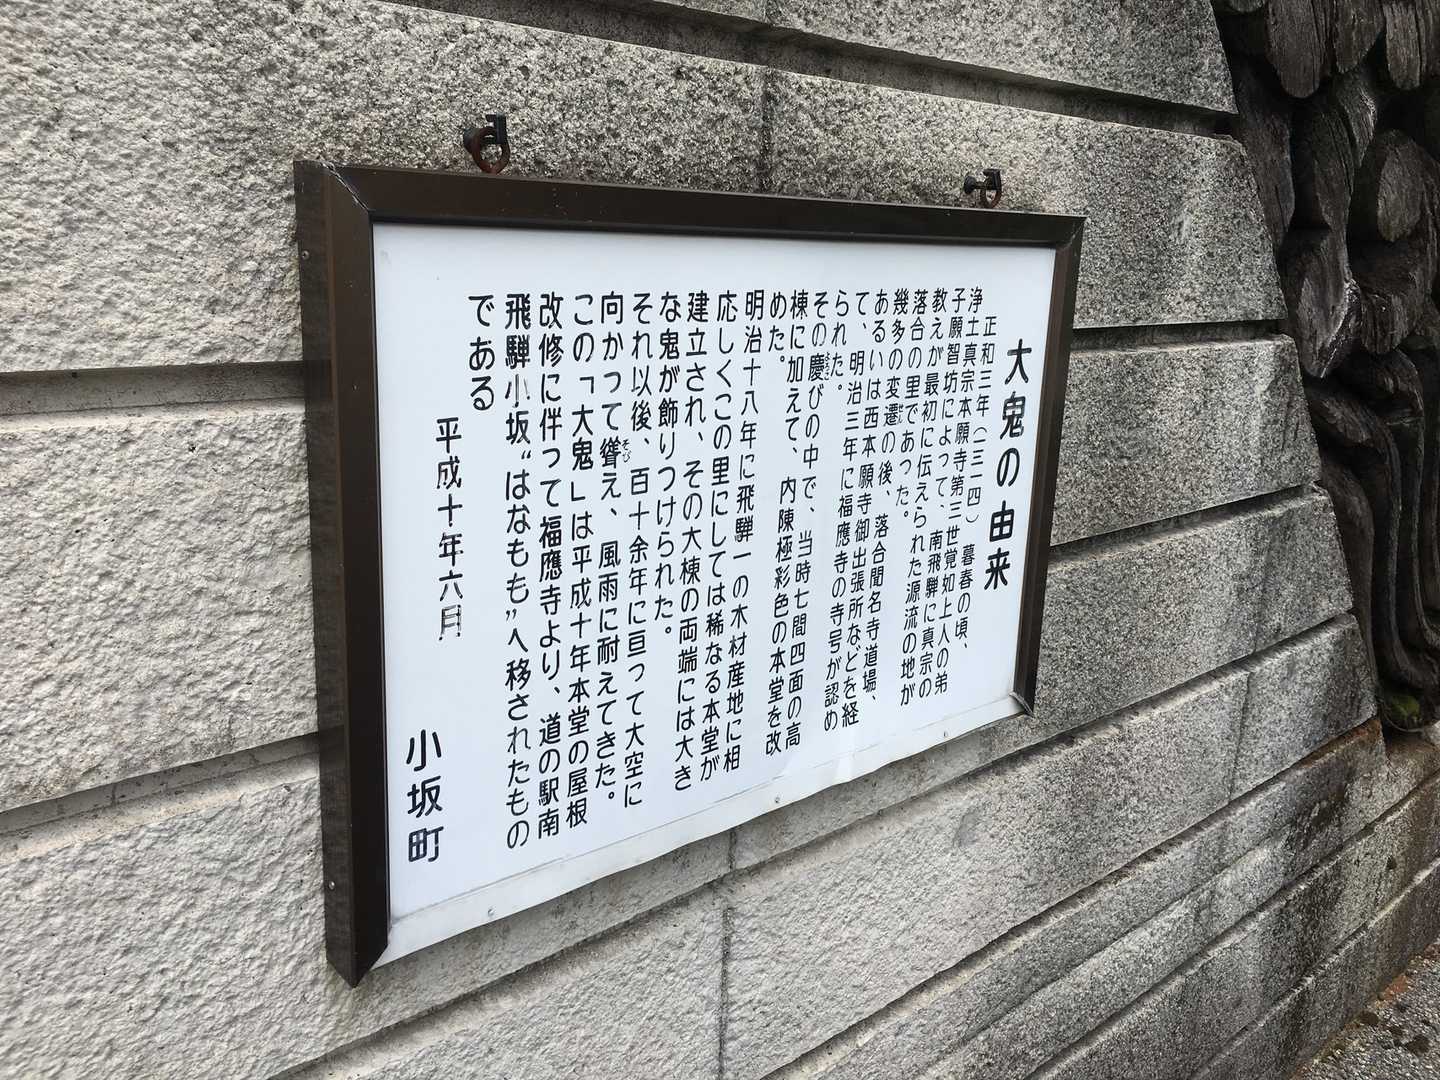 大鬼の由来
正和三年(一三一四) 暮春の頃、
浄土真宗本願寺第三世覚如上人の弟
子願智坊によって、南飛騨に真宗の
教えが最初に伝えられた源流の地が
落合の里であった。
幾多の変遷の後、落合聞名寺道場、
あるいは西本願寺御出張所などを経
て、明治三年に福應寺の寺号が認め
られた。
その慶びの中で、当時七間四面の高
棟に加えて、内陳極彩色の本堂を改
めた。
明治十八年に飛騨一の木材産地に相
応しくこの里にしては稀なる本堂が
建立され、その大棟の両端には大き
な鬼が飾りつけられた。
それ以後、百十余年に亘って大空に
向かって聳え、風雨に耐えてきた。
そび
この「大鬼」は平成十年本堂の屋根
改修に伴って福應寺より、道の駅南
飛騨小坂“はなもも”へ移されたもの
である
平成十年六月
小坂町